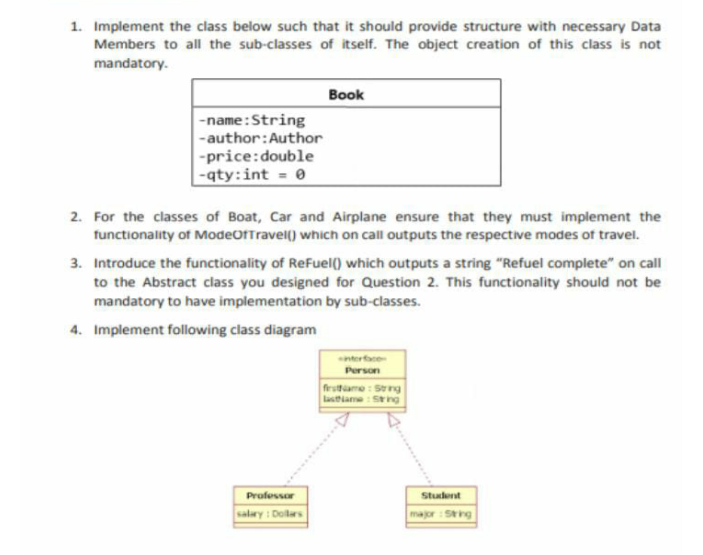 1. Implement the class below such that it should provide structure with necessary Data
Members to all the sub-classes of itself. The object creation of this class is not
mandatory.
Book
-name:String
-author:Author
-price:double
-qty:int = 0
2. For the classes of Boat, Car and Airplane ensure that they must implement the
functionality of ModeOfTravel() which on call outputs the respective modes of travel.
3. Introduce the functionality of ReFuel() which outputs a string "Refuel complete" on call
to the Abstract class you designed for Question 2. This functionality should not be
mandatory to have implementation by sub-classes.
4. Implement following class diagram
«interface»
Person
firstName : String
lastName : String
Professor
salary : Dollars
Student
major : String